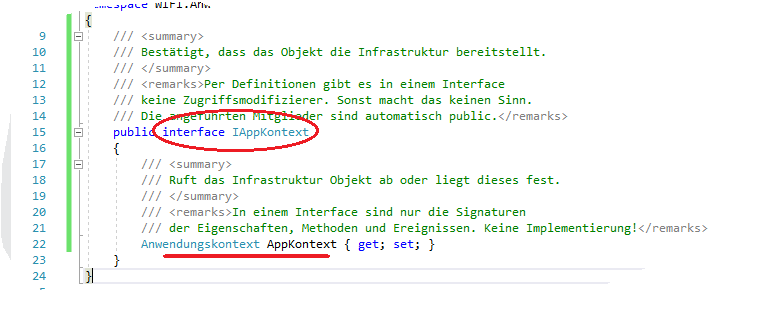 {
9 /// <summary>
10 /// Bestätigt, dass das Objekt die Infrastruktur bereitstellt.
11 /// </summary>
12 /// <remarks>Per Definitionen gibt es in einem Interface
13 /// keine Zugriffsmodifizierer. Sonst macht das keinen Sinn.
14 /// Die angeführten Mitglieder sind automatisch public.</remarks>
15 public interface IAppKontext
16 {
17 /// <summary>
18 /// Ruft das Infrastruktur Objekt ab oder liegt dieses fest.
19 /// </summary>
20 /// <remarks>In einem Interface sind nur die Signaturen
21 /// der Eigenschaften, Methoden und Ereignissen. Keine Implementierung!</remarks>
22 Anwendungskontext AppKontext { get; set; }
23 }
24 }